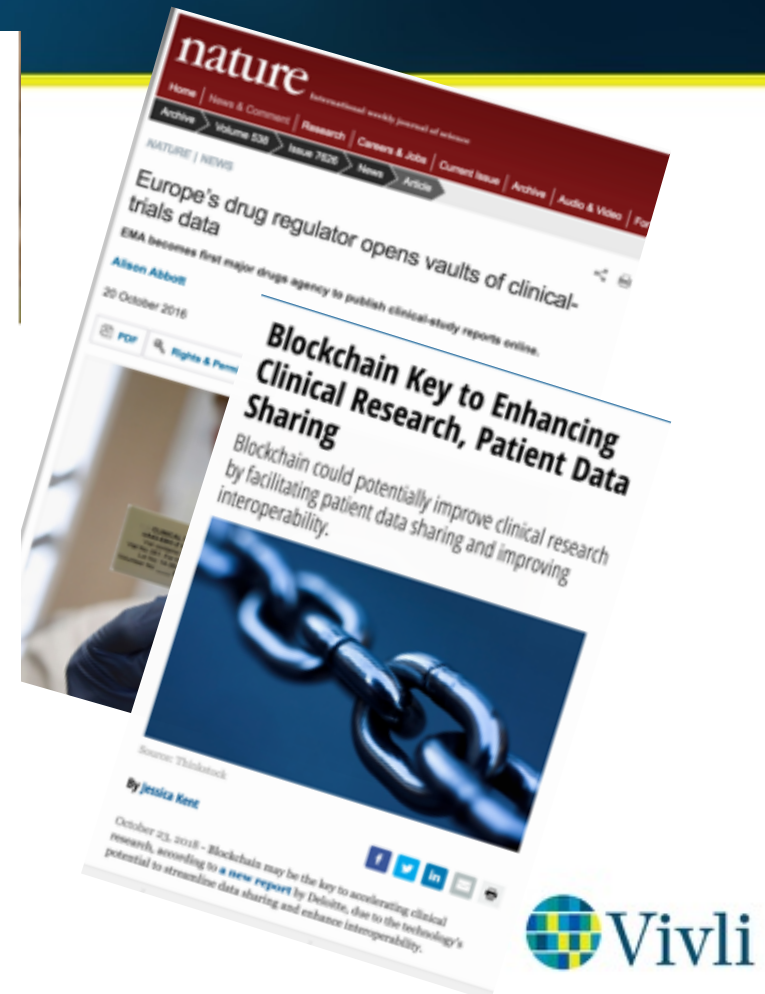 nature International weekly journal of science
Home | News & Comment | Research | Careers & Jobs | Current Issue | Archive | Audio & Video | For
Archive Volume 538 Issue 7626 News Article
NATURE | NEWS
Europe's drug regulator opens vaults of clinical-
trials data
EMA becomes first major drugs agency to publish clinical-study reports online.
Alison Abbott
20 October 2016
PDF Rights & Permi
Blockchain Key to Enhancing
Clinical Research, Patient Data
Sharing
Blockchain could potentially improve clinical research
by facilitating patient data sharing and improving
interoperability.
Source: Thinkstock
By Jessica Kent
October 23, 2018 - Blockchain may be the key to accelerating clinical
research, according to a new report by Deloitte, due to the technology's
potential to streamline data sharing and enhance interoperability.
Vivli